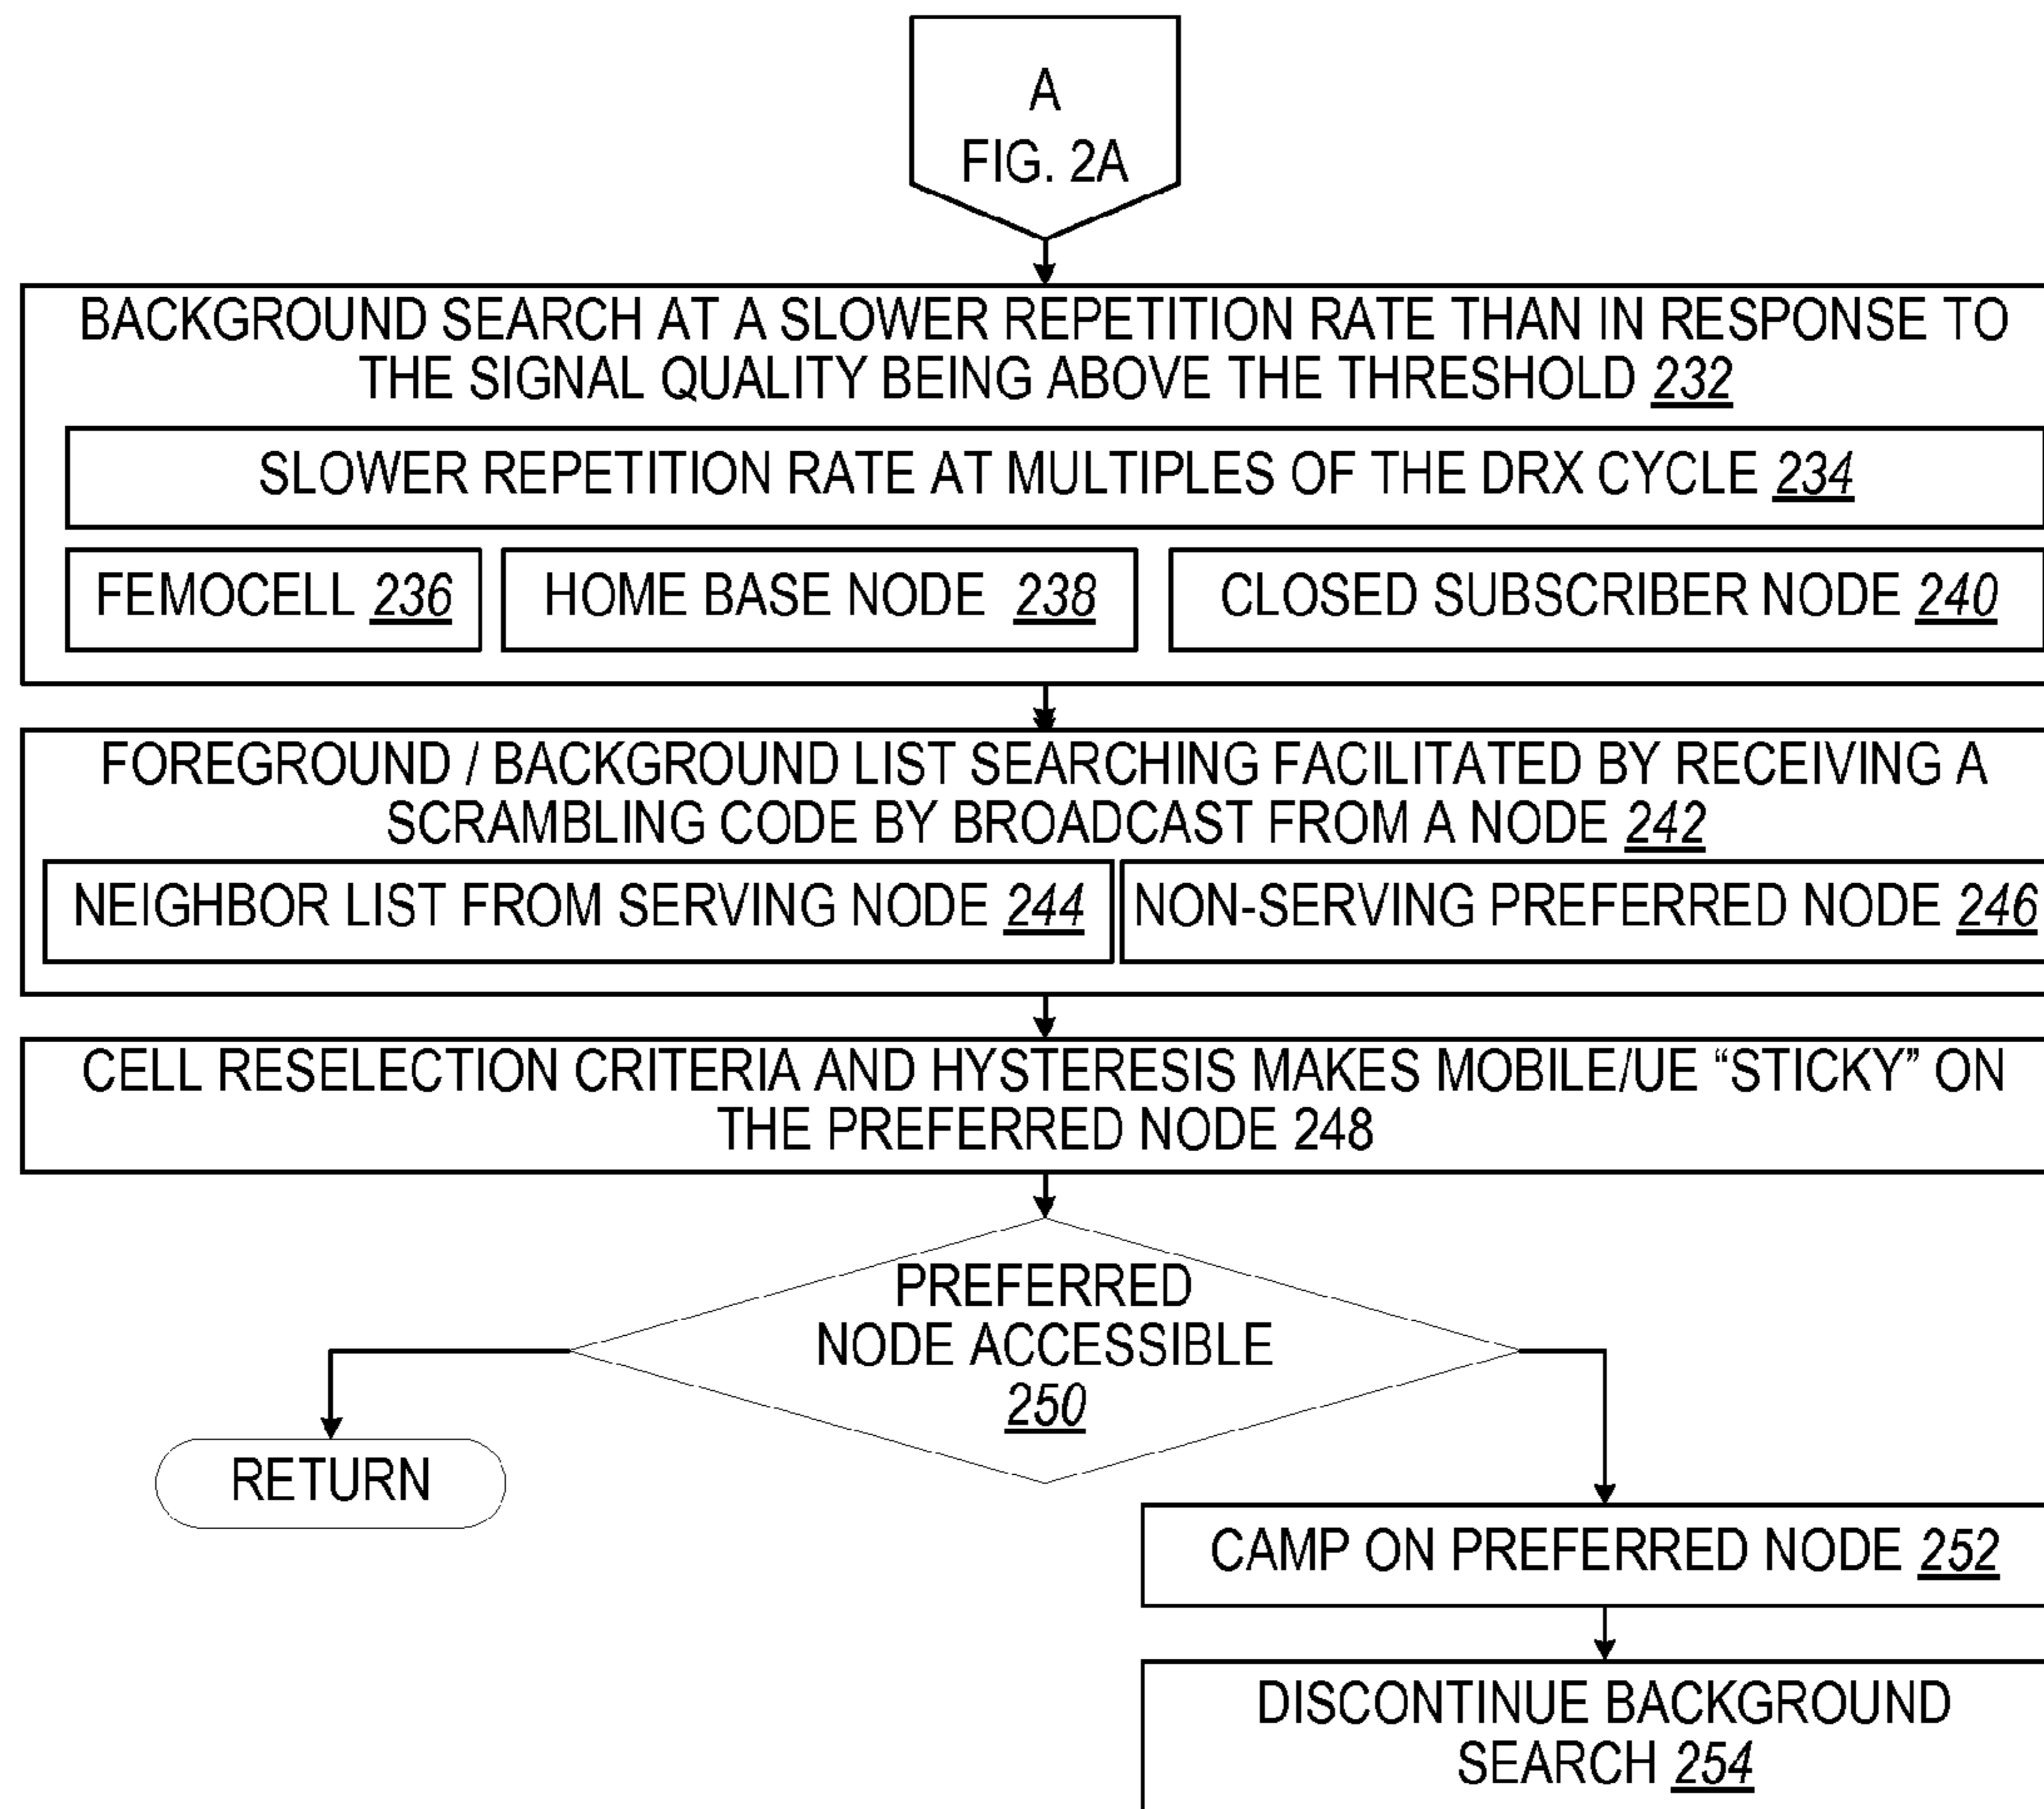 A
FIG. 2A
BACKGROUND SEARCH AT A SLOWER REPETITION RATE THAN IN RESPONSE TO
THE SIGNAL QUALITY BEING ABOVE THE THRESHOLD 232
SLOWER REPETITION RATE AT MULTIPLES OF THE DRX CYCLE 234
FEMOCELL 236
HOME BASE NODE 238
CLOSED SUBSCRIBER NODE 240
FOREGROUND / BACKGROUND LIST SEARCHING FACILITATED BY RECEIVING A
SCRAMBLING CODE BY BROADCAST FROM A NODE 242
NEIGHBOR LIST FROM SERVING NODE 244
NON-SERVING PREFERRED NODE 246
CELL RESELECTION CRITERIA AND HYSTERESIS MAKES MOBILE/UE “STICKY” ON
THE PREFERRED NODE 248
PREFERRED
NODE ACCESSIBLE
250
RETURN
CAMP ON PREFERRED NODE 252
DISCONTINUE BACKGROUND
SEARCH 254